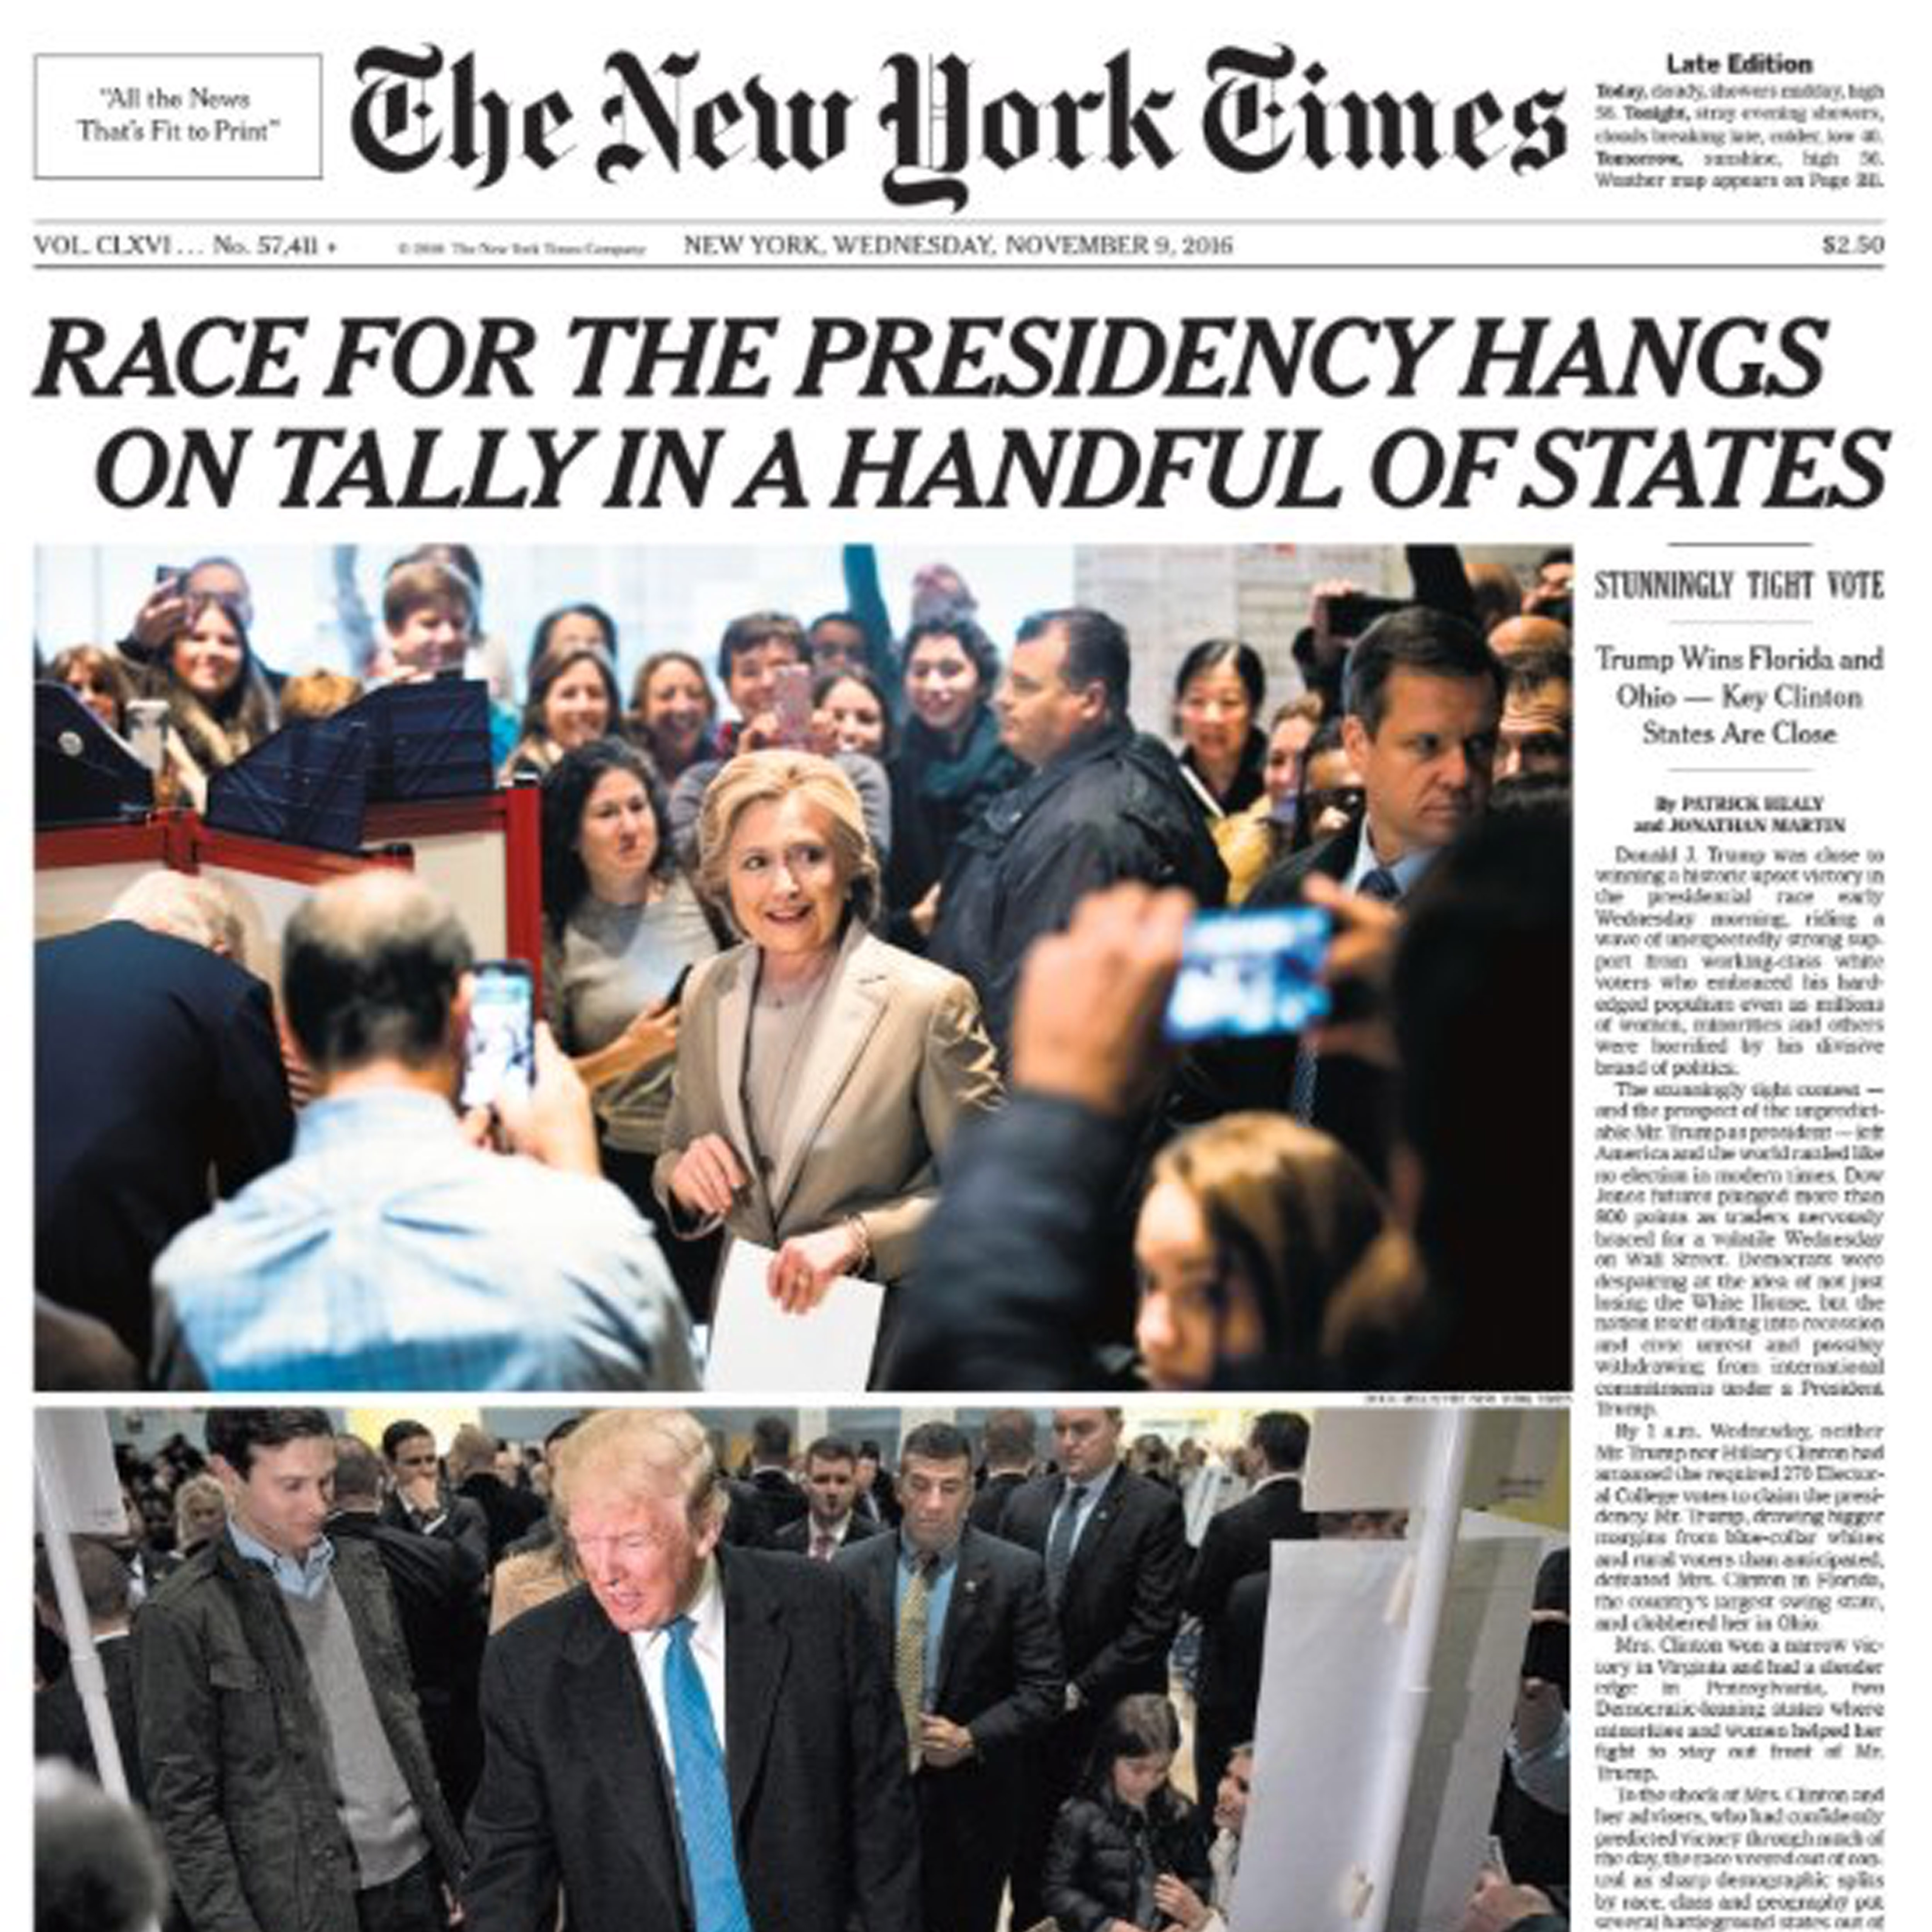 "All the News
That's Fit to Print"
The New York Times
Late Edition
Today, cloudy, showers midday, high
56. Tonight, stray evening showers,
clouds breaking late, colder, low 40.
Tomorrow, sunshine, high 56.
Weather map appears on Page
VOL. CLXVI . . . No. 57,411 +
© 2016 The New York Times Company
NEW YORK, WEDNESDAY, NOVEMBER 9, 2016
$2.50
RACE FOR THE PRESIDENCY HANGS
ON TALLY IN A HANDFUL OF STATES
STUNNINGLY TIGHT VOTE
Trump Wins Florida and
Ohio — Key Clinton
States Are Close
By PATRICK HEALY
and JONATHAN MARTIN
Donald J. Trump was close to
winning a historic upset victory in
the presidential race early
Wednesday morning, riding a
wave of unexpectedly strong sup-
port from working-class white
voters who embraced his hard-
edged populism even as millions
of women, minorities and others
were horrified by his divisive
brand of politics.
The stunningly tight contest —
and the prospect of the unpredict-
able Mr. Trump as president — left
America and the world rattled like
no election in modern times. Dow
Jones futures plunged more than
800 points as traders nervously
braced for a volatile Wednesday
on Wall Street. Democrats were
despairing at the idea of not just
losing the White House, but the
nation itself sliding into recession
and civic unrest and possibly
withdrawing from international
commitments under a President
Trump.
By 1 a.m. Wednesday, neither
Mr. Trump nor Hillary Clinton had
amassed the required 270 Elector-
al College votes to claim the presi-
dency. Mr. Trump, drawing bigger
margins from blue-collar whites
and rural voters than anticipated,
defeated Mrs. Clinton in Florida,
the country's largest swing state,
and clobbered her in Ohio.
Mrs. Clinton won a narrow vic-
tory in Virginia and had a slender
edge in Pennsylvania, two
Democratic-leaning states where
minorities and women helped her
fight to stay out front of Mr.
Trump.
To the shock of Mrs. Clinton and
her advisers, who had confidently
predicted victory through much of
the day, the race veered out of con-
trol as sharp demographic splits
by race, class and geography put
several battleground states out of